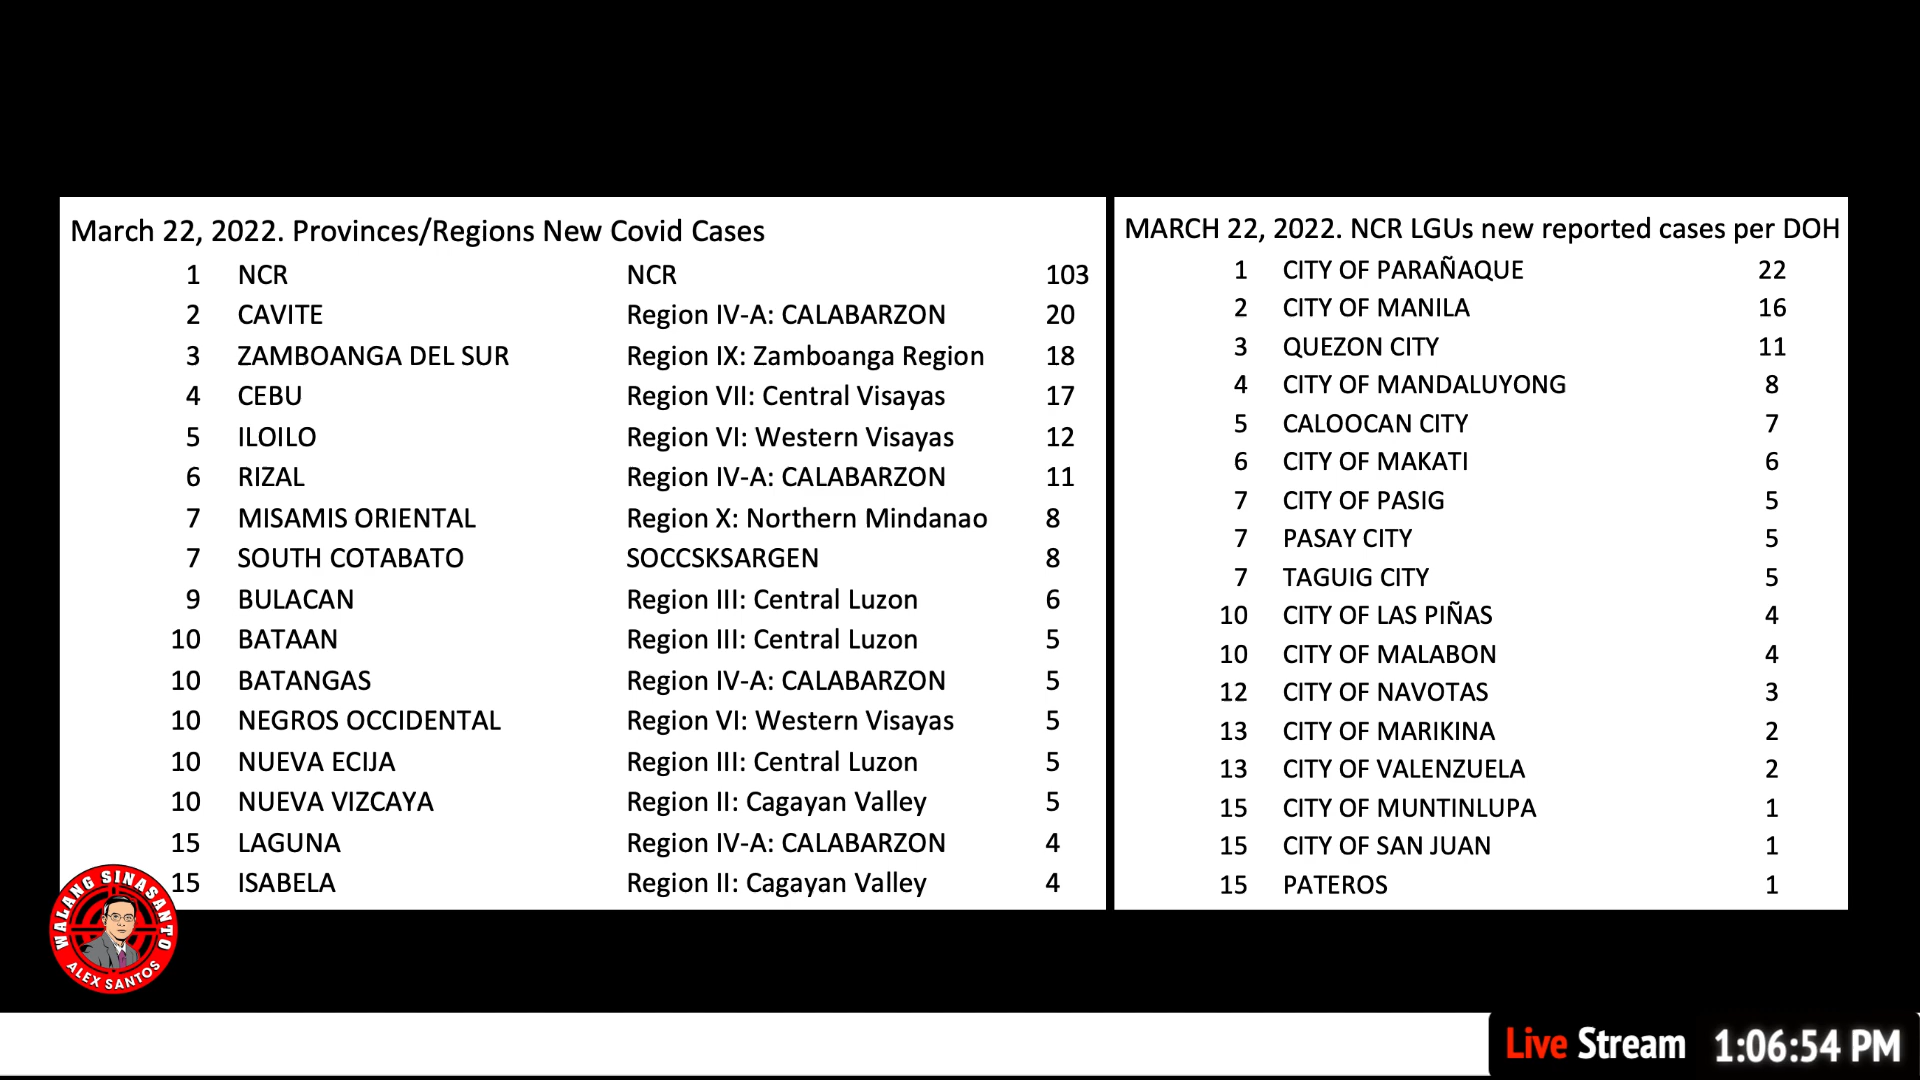 March 22, 2022. Provinces/Regions New Covid Cases
1 NCR NCR 103
2 CAVITE Region IV-A: CALABARZON 20
3 ZAMBOANGA DEL SUR Region IX: Zamboanga Region 18
4 CEBU Region VII: Central Visayas 17
5 ILOILO Region VI: Western Visayas 12
6 RIZAL Region IV-A: CALABARZON 11
7 MISAMIS ORIENTAL Region X: Northern Mindanao 8
7 SOUTH COTABATO SOCCSKSARGEN 8
9 BULACAN Region III: Central Luzon 6
10 BATAAN Region III: Central Luzon 5
10 BATANGAS Region IV-A: CALABARZON 5
10 NEGROS OCCIDENTAL Region VI: Western Visayas 5
10 NUEVA ECIJA Region III: Central Luzon 5
10 NUEVA VIZCAYA Region II: Cagayan Valley 5
15 LAGUNA Region IV-A: CALABARZON 4
15 ISABELA Region II: Cagayan Valley 4
MARCH 22, 2022. NCR LGUs new reported cases per DOH
1 CITY OF PARAÑAQUE 22
2 CITY OF MANILA 16
3 QUEZON CITY 11
4 CITY OF MANDALUYONG 8
5 CALOOCAN CITY 7
6 CITY OF MAKATI 6
7 CITY OF PASIG 5
7 PASAY CITY 5
7 TAGUIG CITY 5
10 CITY OF LAS PIÑAS 4
10 CITY OF MALABON 4
12 CITY OF NAVOTAS 3
13 CITY OF MARIKINA 2
13 CITY OF VALENZUELA 2
15 CITY OF MUNTINLUPA 1
15 CITY OF SAN JUAN 1
15 PATEROS 1
WALANG SINASANTO
ALEX SANTOS
Live Stream 1:06:54 PM